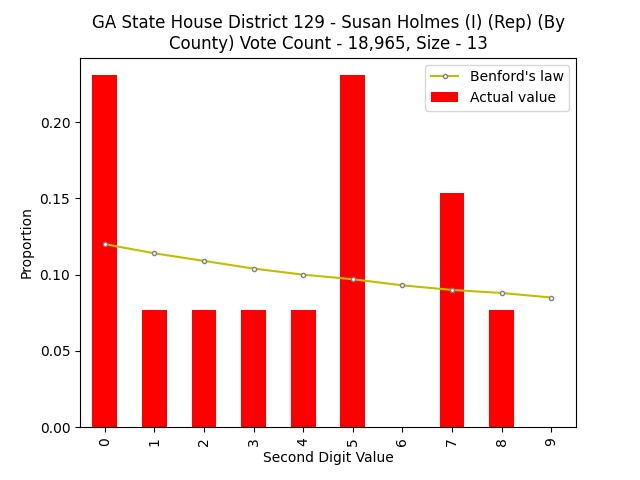 GA State House District 129 - Susan Holmes (I) (Rep) (By
County) Vote Count - 18,965, Size - 13
Benford's law
Actual value
Proportion
0.20
0.15
0.10
0.05
0.00
0 1 2 3 4 5 6 7 8 9
Second Digit Value